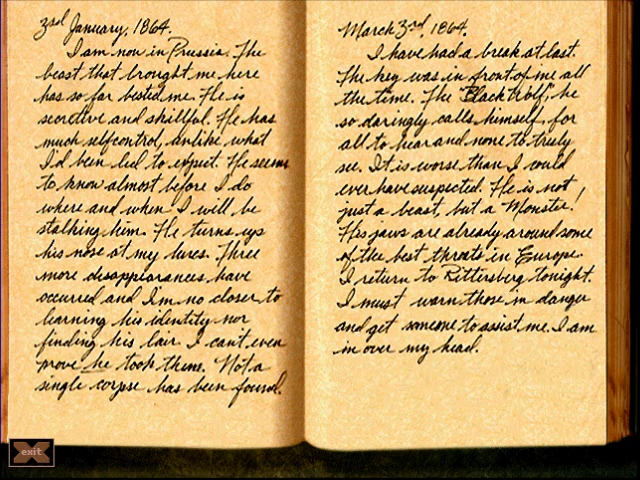 3rd January, 1864.
I am now in Prussia. The
beast that brought me here
has so far bested me. He is
secretive and skillful. He has
much selfcontrol, unlike what
I'd been led to expect. He seems
to know almost before I do
where and when I will be
stalking him. He turns up
his nose at my lures. Three
more disappearances have
occurred and I'm no closer to
learning his identity nor
finding his lair. I can't even
prove he took them. Not a
single corpse has been found.
March 3rd, 1864.
I have had a break at last.
The key was in front of me all
the time. The "Black Wolf", he
so daringly calls himself, for
all to hear and none to truly
see. It is worse than I could
ever have suspected. He is not
just a beast, but a "Monster!"
His jaws are already around some
of the best throats in Europe.
I return to Rittersberg tonight.
I must warn those in danger
and get someone to assist me. I am
in over my head.
exit